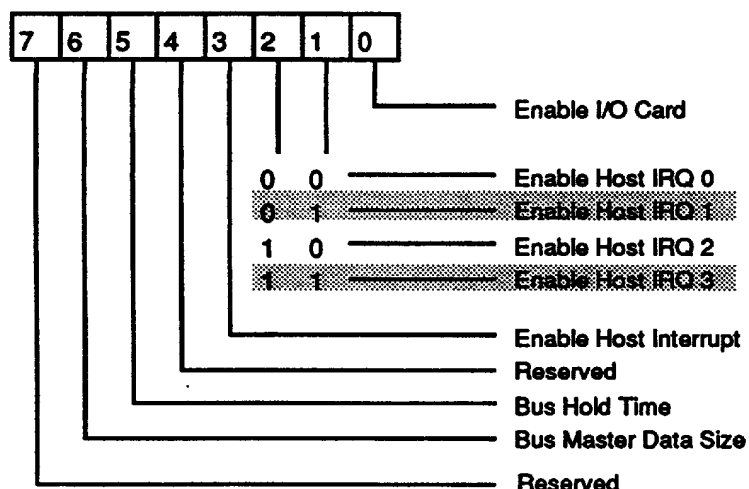 7 6 5 4 3 2 1 0
Enable I/O Card
0 0 Enable Host IRQ 0
0 1 Enable Host IRQ 1
1 0 Enable Host IRQ 2
1 1 Enable Host IRQ 3
Enable Host Interrupt
Reserved
Bus Hold Time
Bus Master Data Size
Reserved